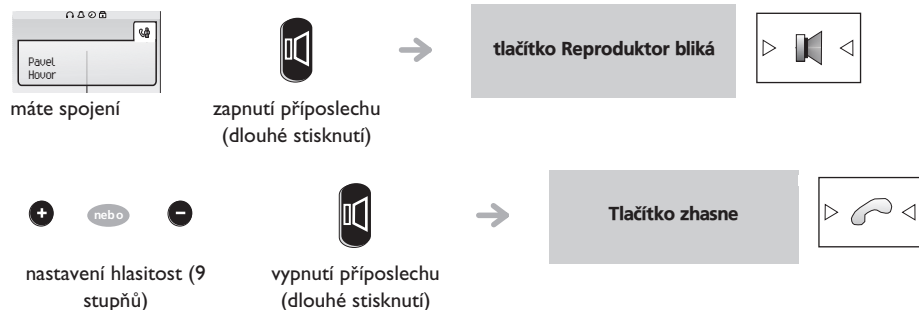 Pavel
Hovor
máte spojení
zapnutí příposlechu
(dlouhé stisknutí)
tlačítko Reproduktor bliká
nebo
nastavení hlasitost (9
stupňů)
vypnutí příposlechu
(dlouhé stisknutí)
Tlačítko zhasne